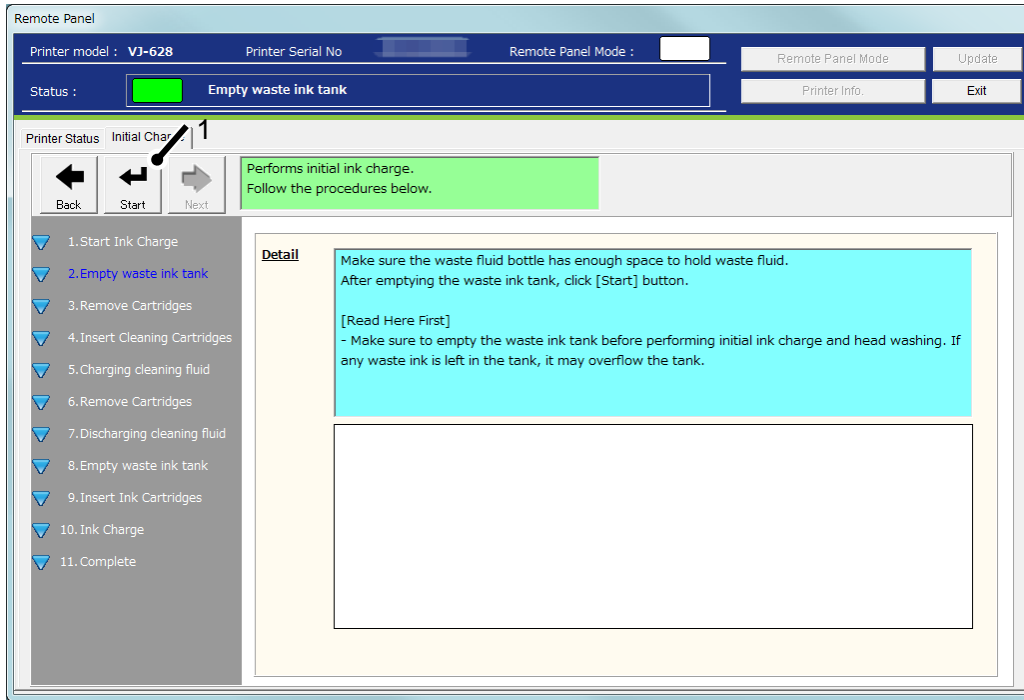 Remote Panel
Printer model : VJ-628 Printer Serial No Remote Panel Mode :
Remote Panel Mode Update
Status : Empty waste ink tank
Printer Info. Exit
Printer Status Initial 1
Back Start Next
Performs initial ink charge.
Follow the procedures below.
1.Start Ink Charge
2.Empty waste ink tank
3.Remove Cartridges
4.Insert Cleaning Cartridges
5.Charging cleaning fluid
6.Remove Cartridges
7.Discharging cleaning fluid
8.Empty waste ink tank
9.Insert Ink Cartridges
10.Ink Charge
11.Complete
Detail
Make sure the waste fluid bottle has enough space to hold waste fluid.
After emptying the waste ink tank, click [Start] button.
[Read Here First]
- Make sure to empty the waste ink tank before performing initial ink charge and head washing. If
any waste ink is left in the tank, it may overflow the tank.